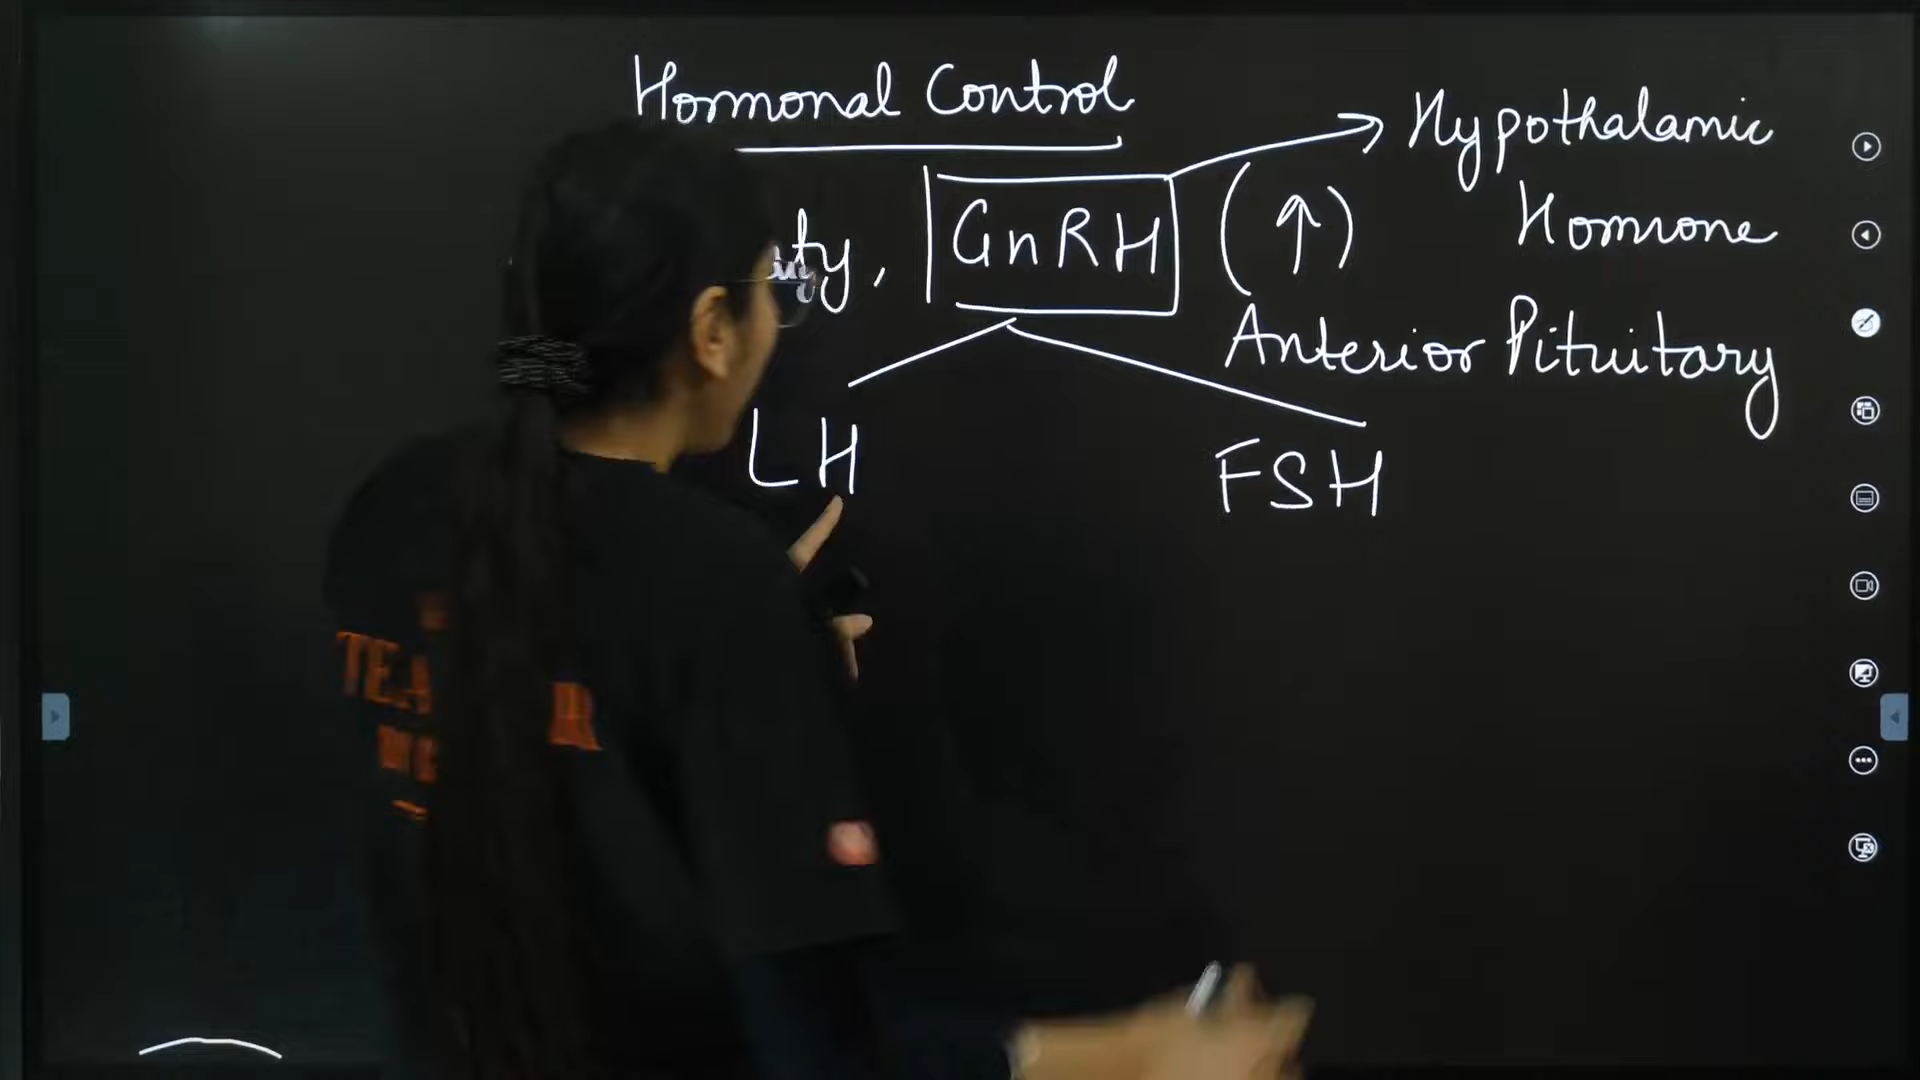 Hormonal Control
GnRH (↑) → Hypothalamic
Hormone
Anterior Pituitary
LH FSH